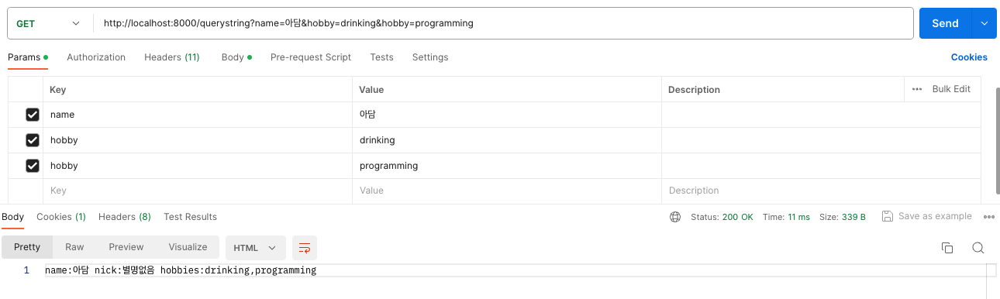 GET http://localhost:8000/querystring?name=아담&hobby=drinking&hobby=programming Send
Params Authorization Headers (11) Body Pre-request Script Tests Settings Cookies
Key Value Description ••• Bulk Edit
name 아담
hobby drinking
hobby programming
Key Value Description
Body Cookies (1) Headers (8) Test Results Status: 200 OK Time: 11 ms Size: 339 B Save as example •••
Pretty Raw Preview Visualize HTML
1 name:아담 nick:별명없음 hobbies:drinking,programming